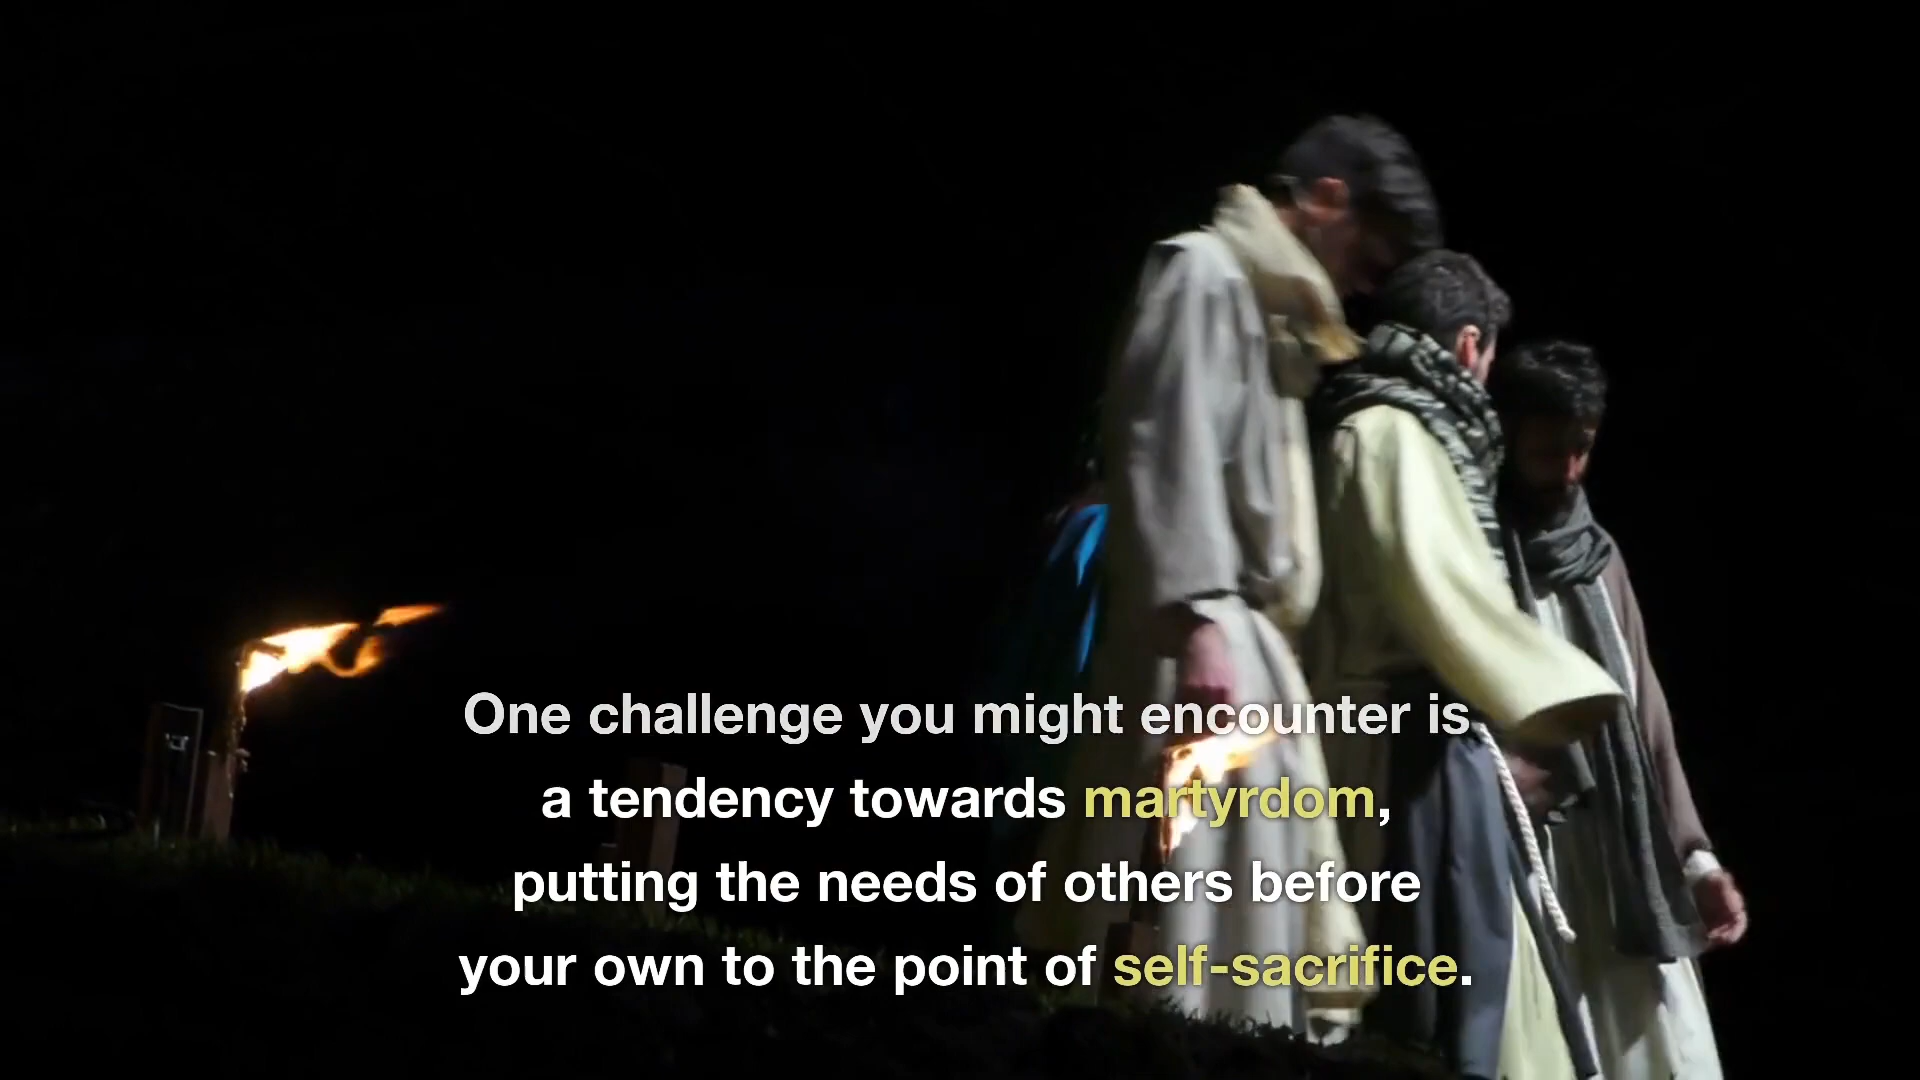 One challenge you might encounter is
a tendency towards martyrdom,
putting the needs of others before
your own to the point of self-sacrifice.